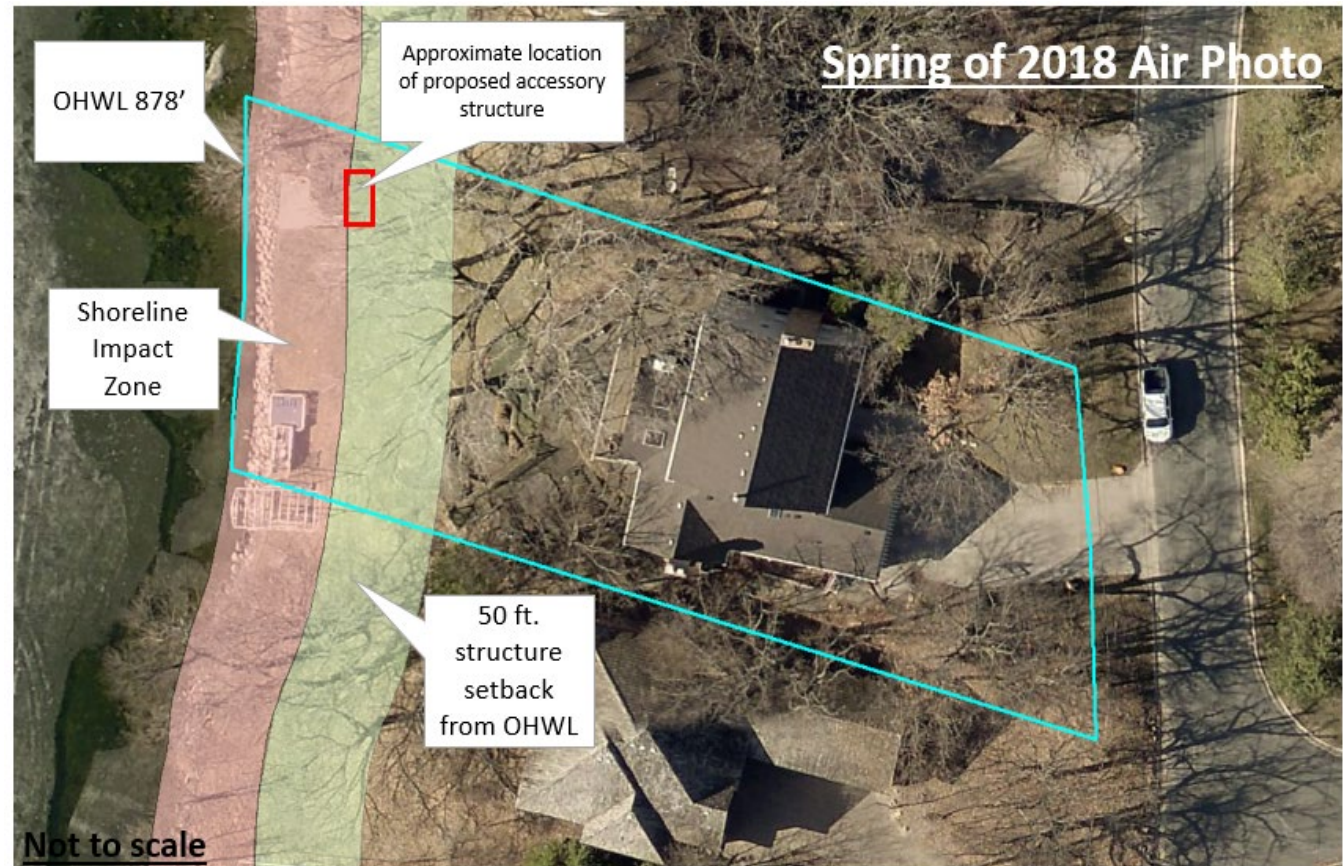 Spring of 2018 Air Photo
OHWL 878’
Approximate location
of proposed accessory
structure
Shoreline
Impact
Zone
50 ft.
structure
setback
from OHWL
Not to scale